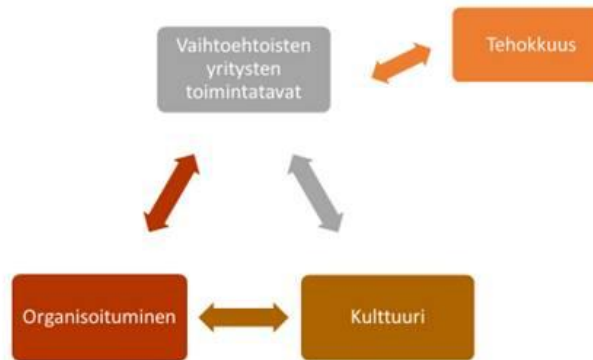 Vaihtoehtoisten
yritysten
toimintatavat
Tehokkuus
Organisoituminen
Kulttuuri